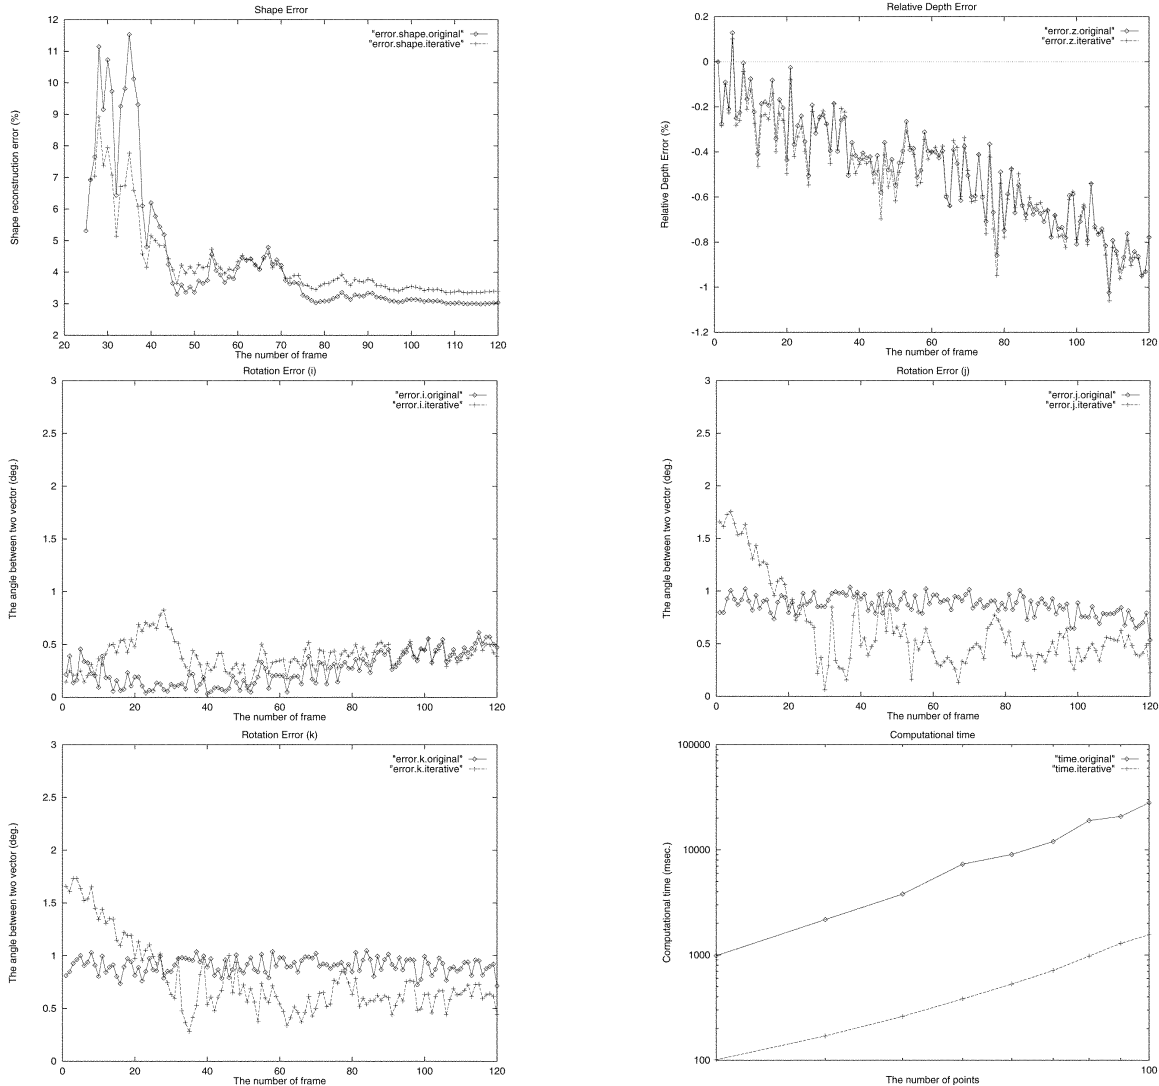 Shape Error
"error.shape.original"
"error.shape.iterative"
Shape reconstruction error (%)
12
11
10
9
8
7
6
5
4
3
2
20 30 40 50 60 70 80 90 100 110 120
The number of frame
Relative Depth Error
"error.z.original"
"error.z.iterative"
Relative Depth Error (%)
0.2
0
-0.2
-0.4
-0.6
-0.8
-1
-1.2
0 20 40 60 80 100 120
The number of frame
Rotation Error (i)
"error.i.original"
"error.i.iterative"
The angle between two vector (deg.)
3
2.5
2
1.5
1
0.5
0
0 20 40 60 80 100 120
The number of frame
Rotation Error (j)
"error.j.original"
"error.j.iterative"
The angle between two vector (deg.)
3
2.5
2
1.5
1
0.5
0
0 20 40 60 80 100 120
The number of frame
Rotation Error (k)
"error.k.original"
"error.k.iterative"
The angle between two vector (deg.)
3
2.5
2
1.5
1
0.5
0
0 20 40 60 80 100 120
The number of frame
Computational time
"time.original"
"time.iterative"
Computational time (msec.)
100000
10000
1000
100
100
The number of points